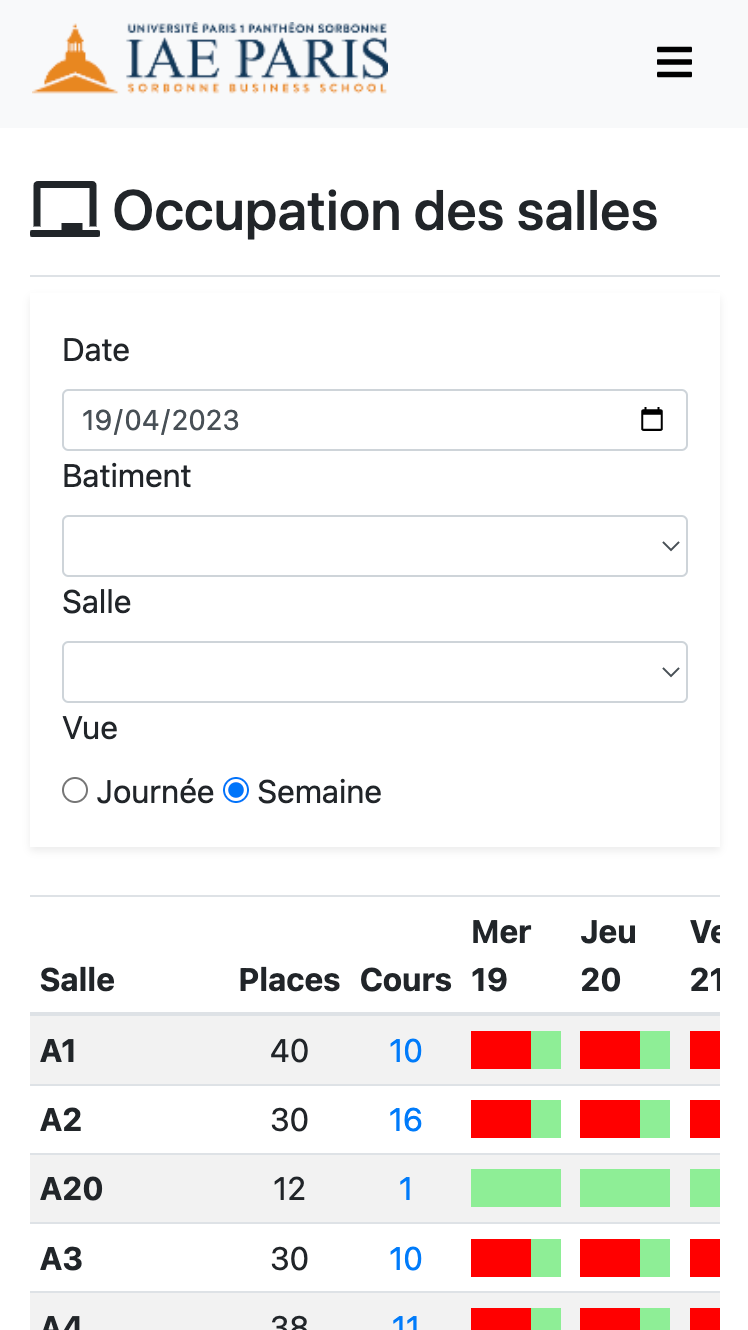 UNIVERSITÉ PARIS 1 PANTHÉON SORBONNE
IAE PARIS
SORBONNE BUSINESS SCHOOL
Occupation des salles
Date
19/04/2023
Batiment
Salle
Vue
Journée Semaine
Mer Jeu Ve
Salle Places Cours 19 20 21
A1 40 10
A2 30 16
A20 12 1
A3 30 10
A4 38 11